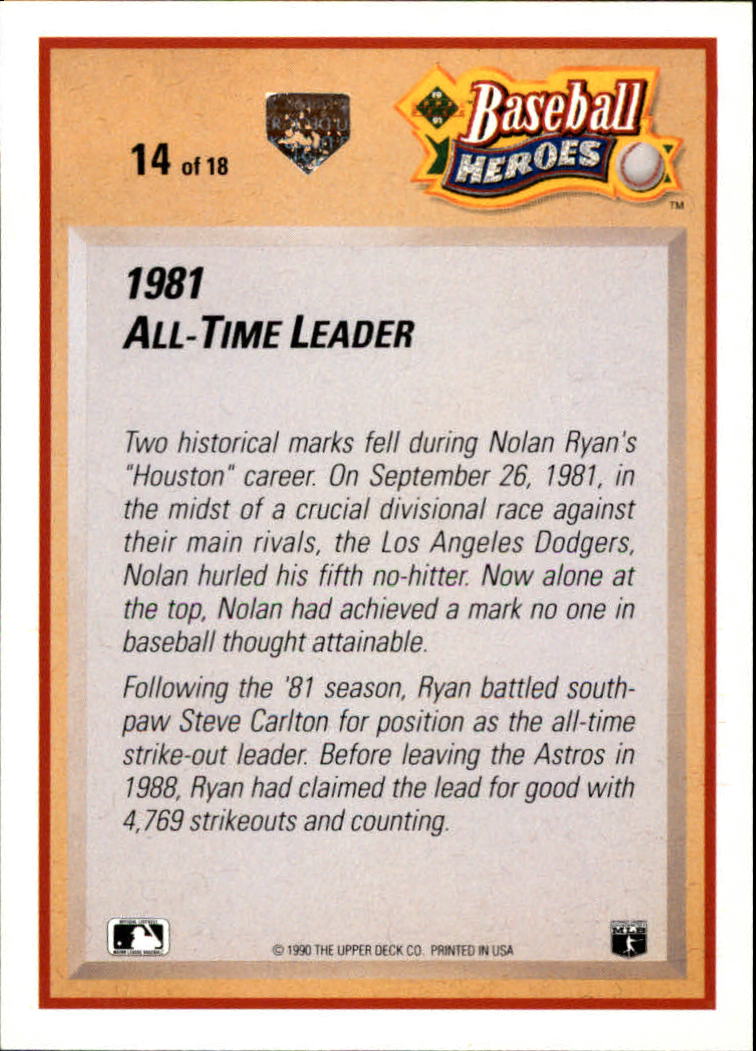 14 of 18
Baseball
HEROES
TM
1981
ALL-TIME LEADER
Two historical marks fell during Nolan Ryan's
"Houston" career. On September 26, 1981, in
the midst of a crucial divisional race against
their main rivals, the Los Angeles Dodgers,
Nolan hurled his fifth no-hitter. Now alone at
the top, Nolan had achieved a mark no one in
baseball thought attainable.
Following the '81 season, Ryan battled south-
paw Steve Carlton for position as the all-time
strike-out leader. Before leaving the Astros in
1988, Ryan had claimed the lead for good with
4,769 strikeouts and counting.
MLB
© 1990 THE UPPER DECK CO. PRINTED IN USA